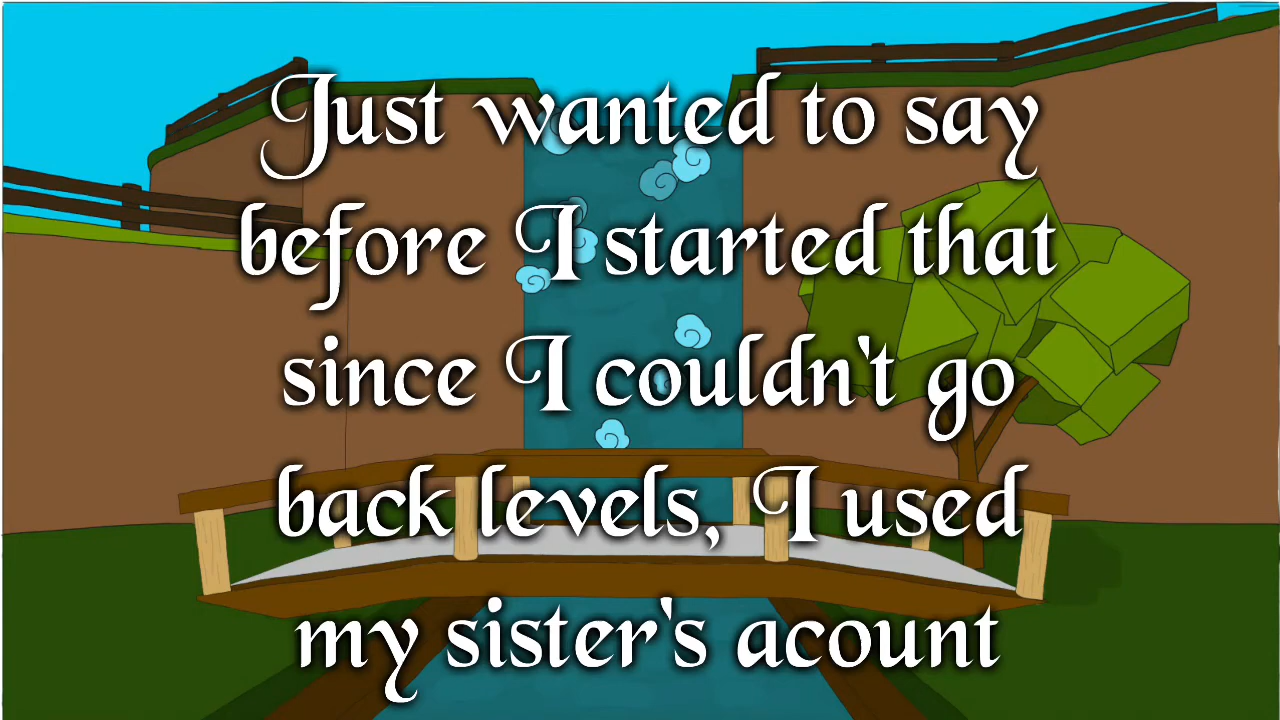 Just wanted to say
before I started that
since I couldn't go
back levels, I used
my sister's acount